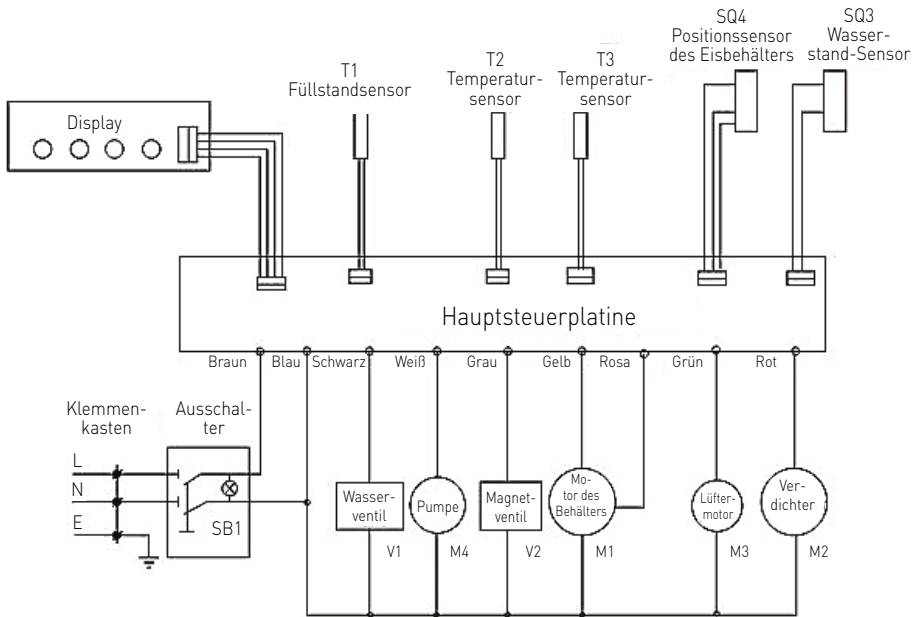 SQ4
Positionssensor
des Eisbehälters
SQ3
Wasser-
stand-Sensor
T1
Füllstandsensor
T2
Temperatur-
sensor
T3
Temperatur-
sensor
Display
Hauptsteuerplatine
Braun
Blau
Schwarz
Weiß
Grau
Gelb
Rosa
Grün
Rot
Klemmen-
kasten
Ausschal-
ter
L
N
E
SB1
Wasser-
ventil
V1
Pumpe
M4
Magnet-
ventil
V2
Mo-
tor des
Behälters
M1
Lüfter-
motor
M3
Ver-
dichter
M2